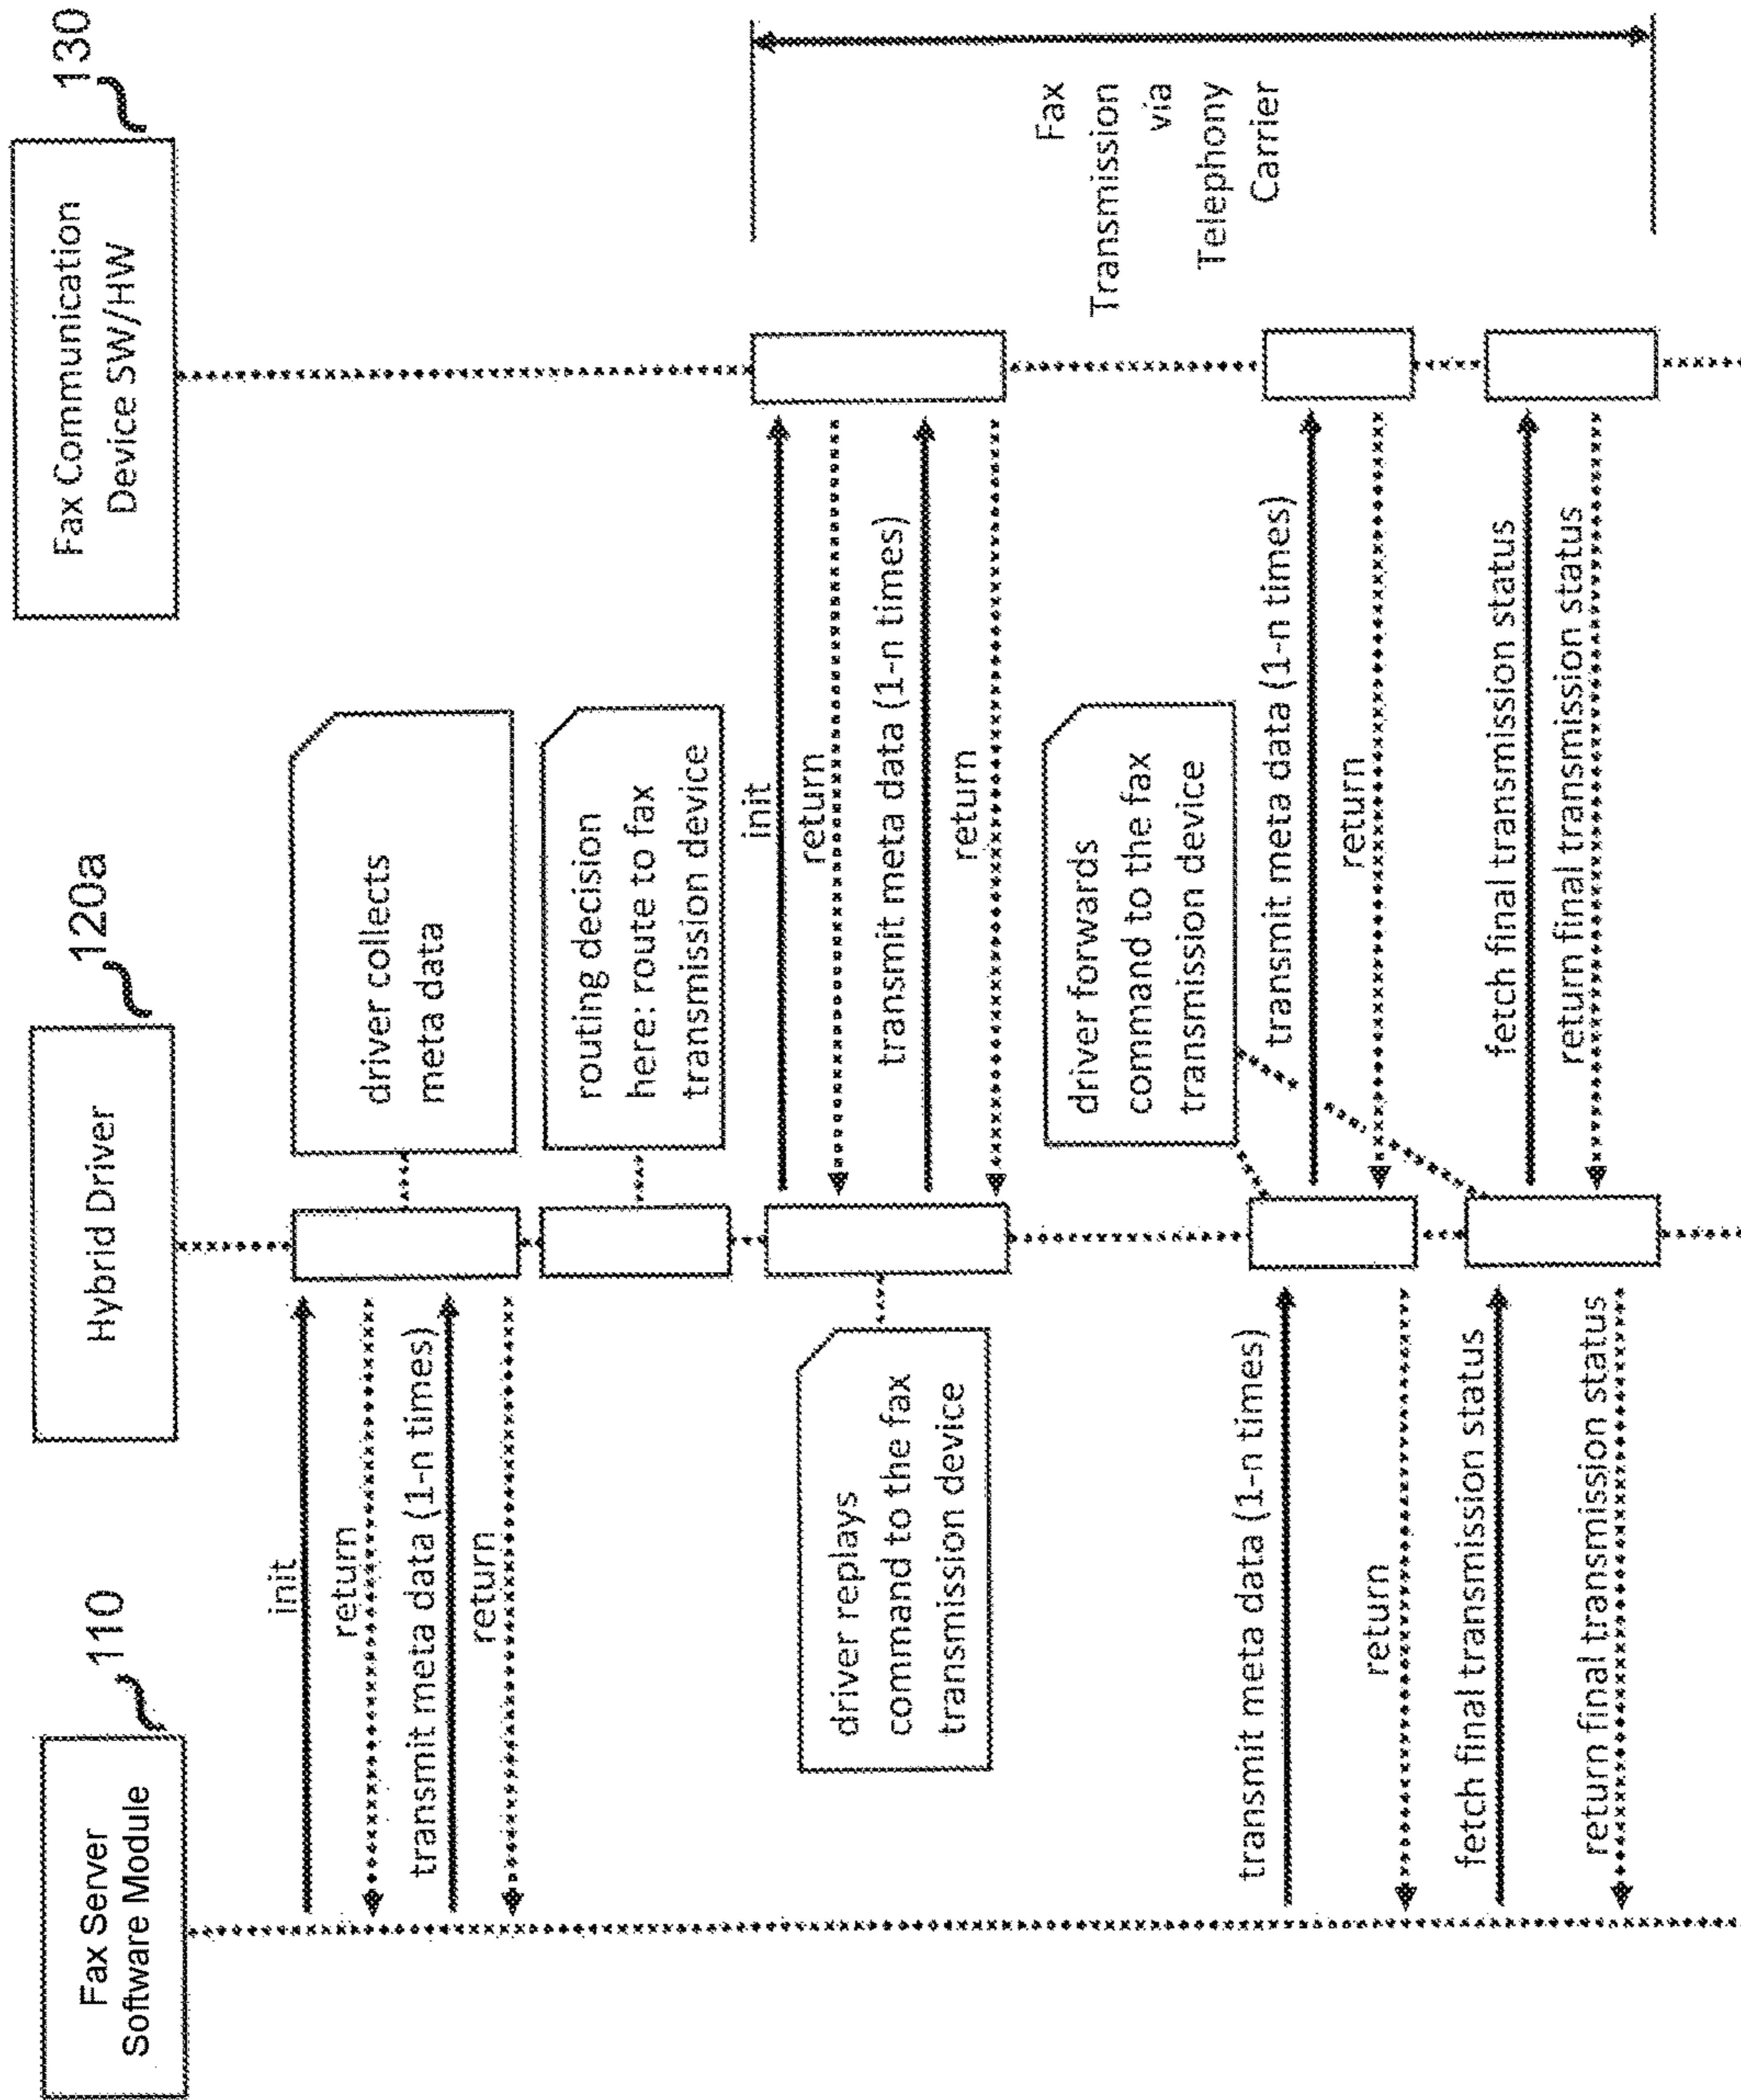 Fax Server
Software Module
110
Hybrid Driver
120a
Fax Communication
Device SW/HW
130
init
return
transmit meta data (1-n times)
return
driver collects
meta data
routing decision
here: route to fax
transmission device
driver replays
command to the fax
transmission device
init
return
transmit meta data (1-n times)
return
driver forwards
command to the fax
transmission device
transmit meta data (1-n times)
return
transmit meta data (1-n times)
return
fetch final transmission status
return final transmission status
fetch final transmission status
return final transmission status
Fax
Transmission
via
Telephony
Carrier